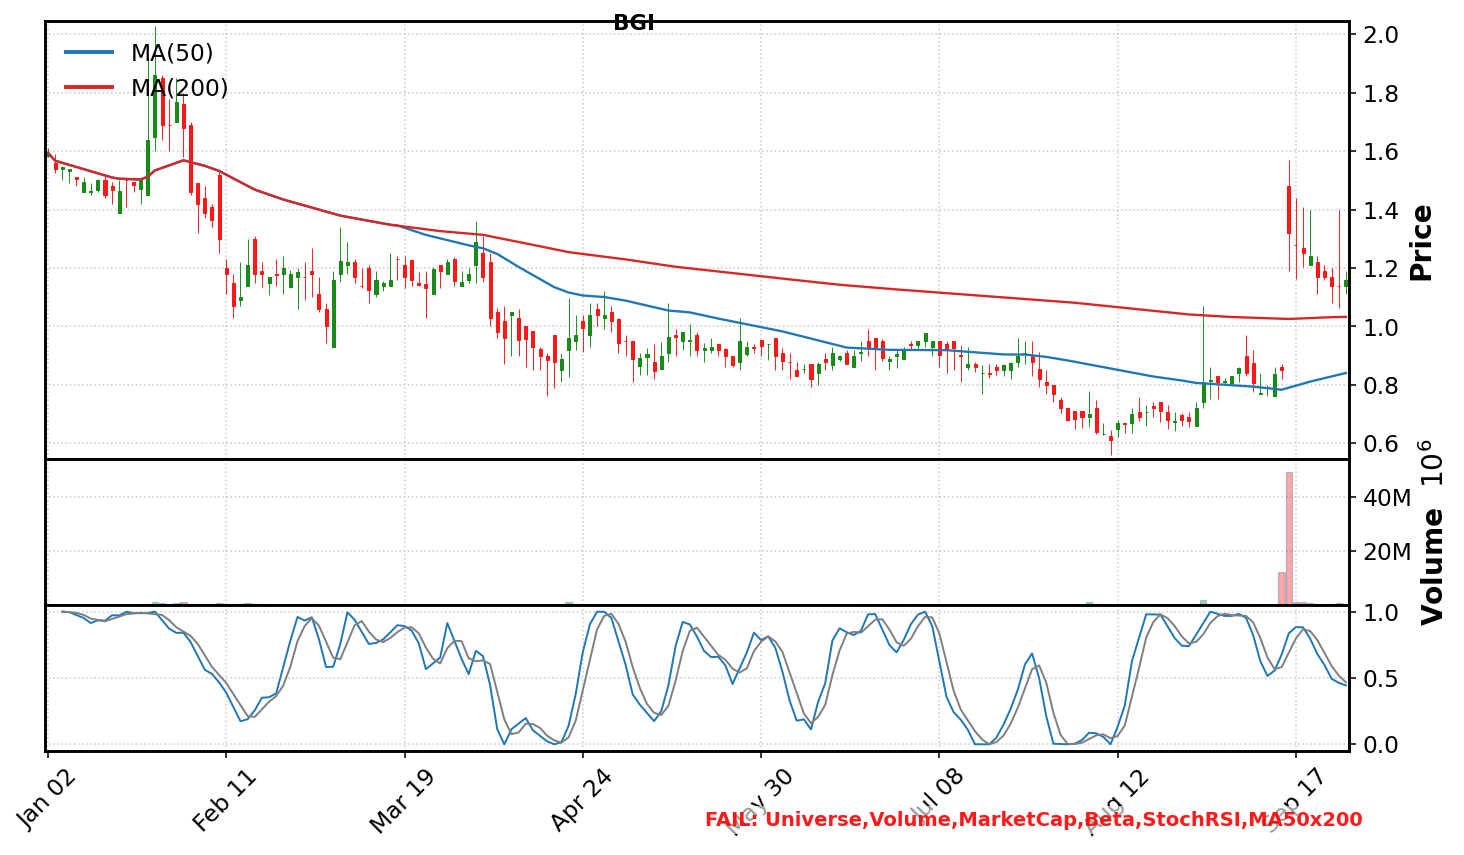 BGI
MA(50)
MA(200)
2.0
1.8
1.6
1.4
1.2
1.0
0.8
0.6
Price
40M
20M
Volume 10^6
1.0
0.5
0.0
Jan 02
Feb 11
Mar 19
Apr 24
May 30
Jul 08
Aug 12
Sep 17
FAIL: Universe,Volume,MarketCap,Beta,StochRSI,MA50x200